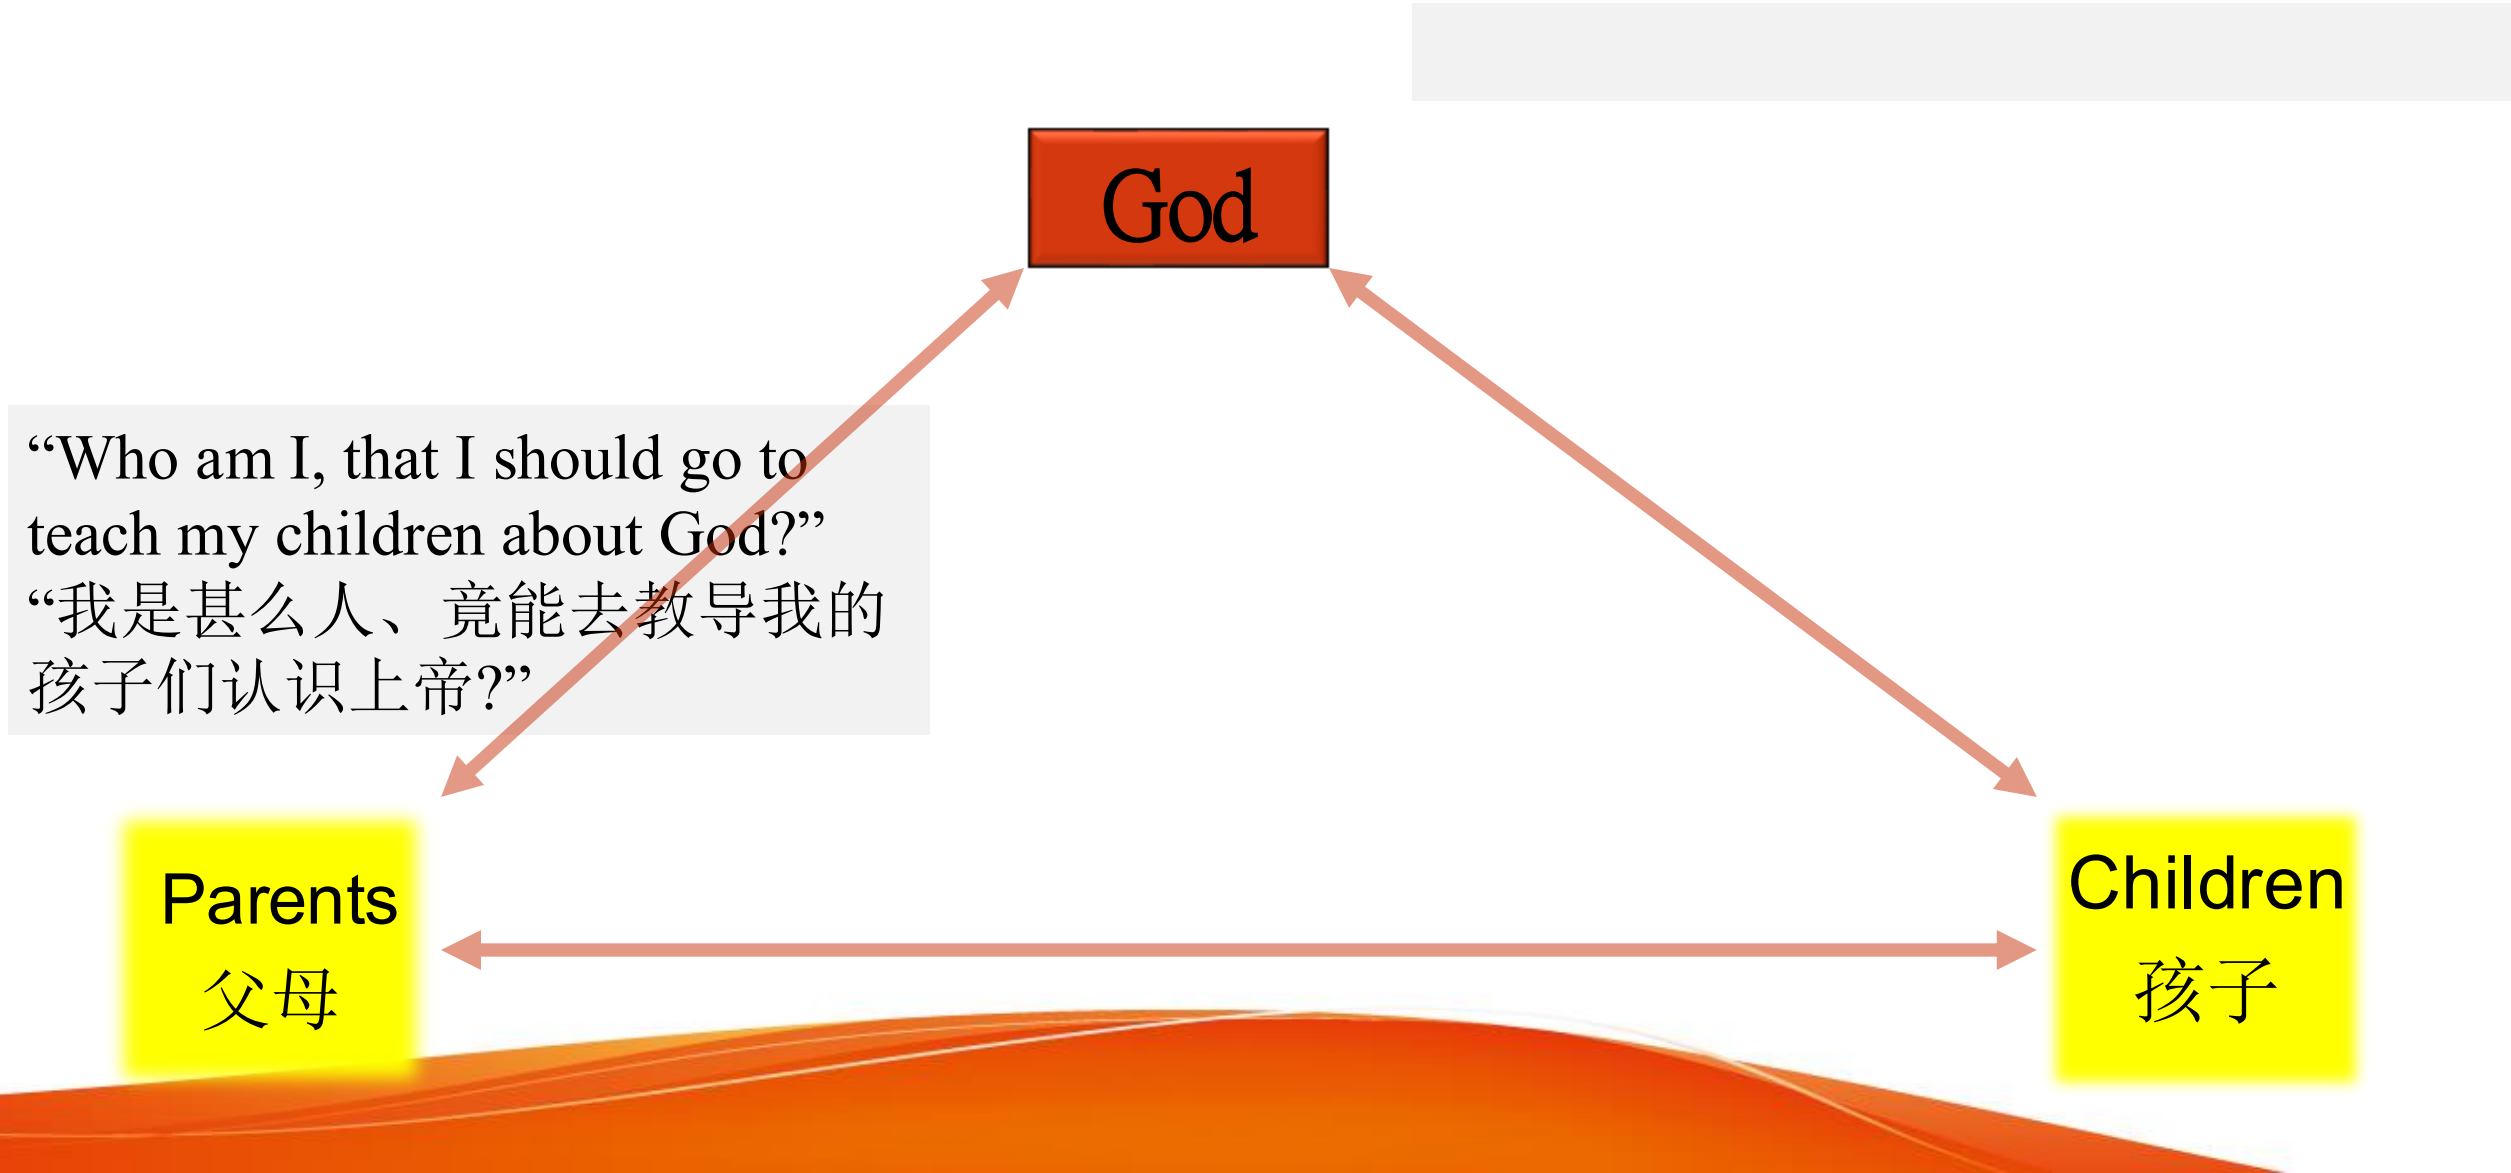 God
“Who am I, that I should go to
teach my children about God?”
“我是甚么人、竟能去教导我的
孩子们认识上帝?”
Parents
父母
Children
孩子